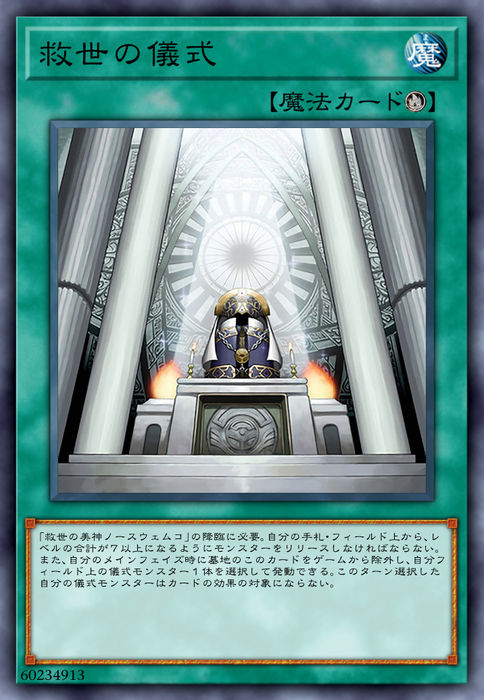 救世の儀式
魔
【魔法カード】
「救世の美神ノースウェムコ」の降臨に必要。自分の手札・フィールド上から、レ
ベルの合計が7以上になるようにモンスターをリリースしなければならない。
また、自分のメインフェイズ時に墓地のこのカードをゲームから除外し、自分フ
ィールド上の儀式モンスター1体を選択して発動できる。このターン選択した
自分の儀式モンスターはカードの効果の対象にならない。
60234913